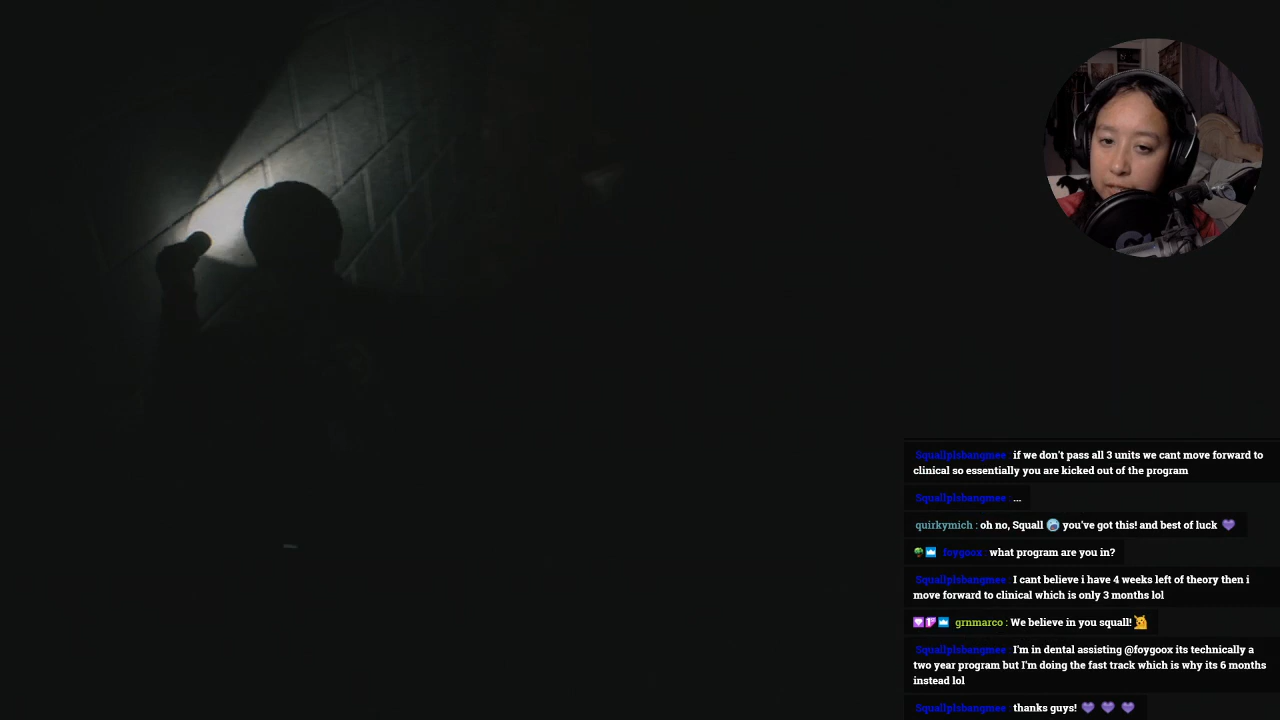 Squallplsbangmee: if we don't pass all 3 units we cant move forward to
clinical so essentially you are kicked out of the program
Squallplsbangmee: ...
quirkymich : oh no, Squall you've got this! and best of luck 💜
foygoox: what program are you in?
Squallplsbangmee: I cant believe i have 4 weeks left of theory then i
move forward to clinical which is only 3 months lol
grnmarco : We believe in you squall!
Squallplsbangmee: I'm in dental assisting @foygoox its technically a
two year program but I'm doing the fast track which is why its 6 months
instead lol
Squallplsbangmee: thanks guys! 💜 💜 💜